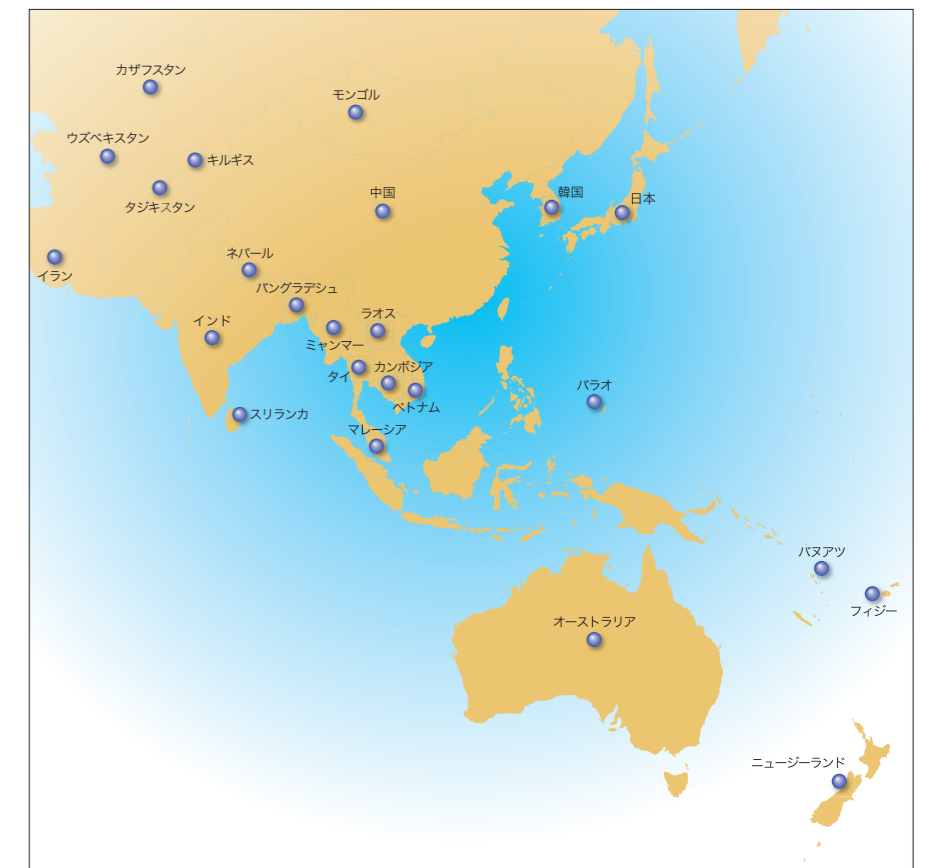 カザフスタン
モンゴル
ウズベキスタン
キルギス
中国
韓国
日本
タジキスタン
ネパール
イラン
バングラデシュ
インド
ラオス
ミャンマー
タイ
カンボジア
パラオ
ベトナム
スリランカ
マレーシア
バヌアツ
フィジー
オーストラリア
ニュージーランド